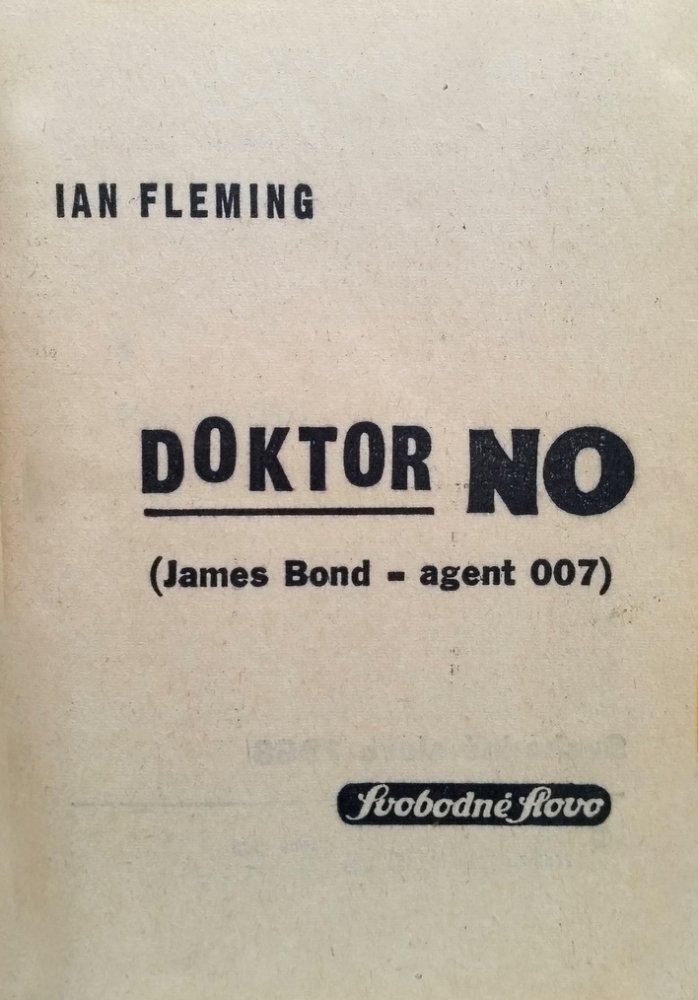 IAN FLEMING
DOKTOR NO
(James Bond - agent 007)
Svobodné slovo